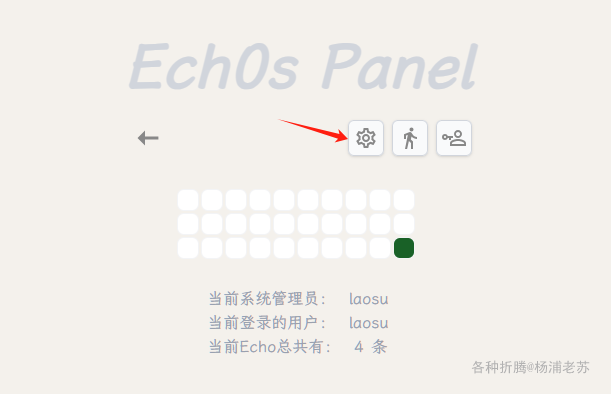 Ech0s Panel
当前系统管理员： laosu
当前登录的用户： laosu
当前Echo总共有： 4 条
各种折腾@杨浦老苏